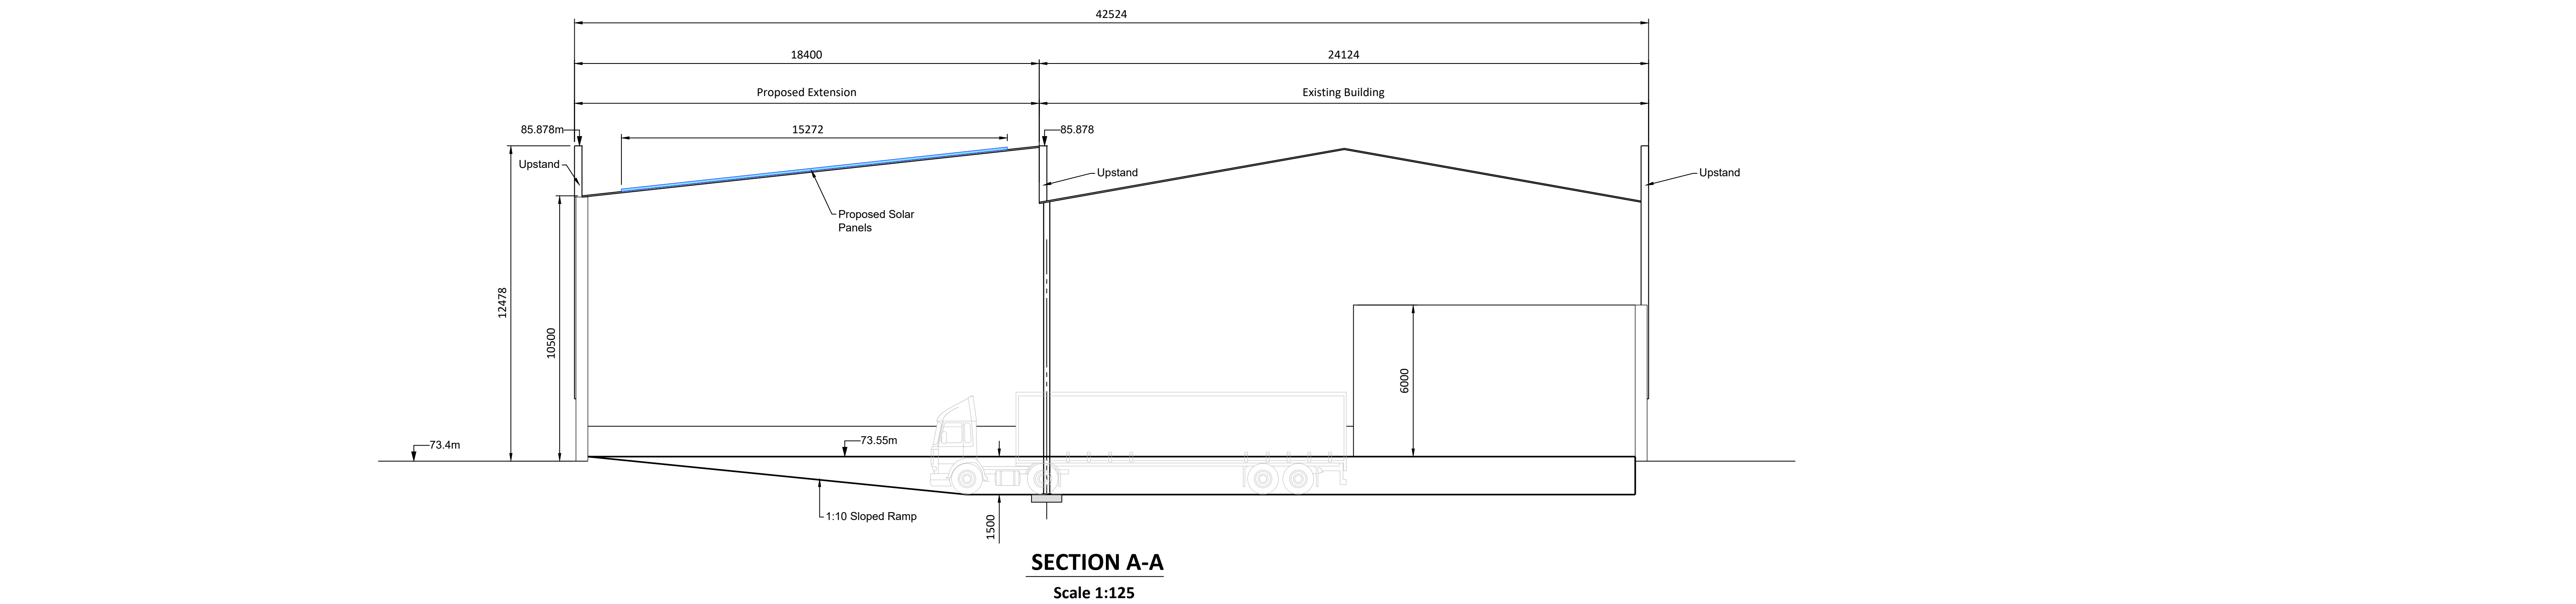 42524
18400
24124
Proposed Extension
Existing Building
85.878m
15272
85.878
Upstand
Upstand
Upstand
Proposed Solar
Panels
12478
10500
6000
73.4m
73.55m
1:10 Sloped Ramp
1500
SECTION A-A
Scale 1:125